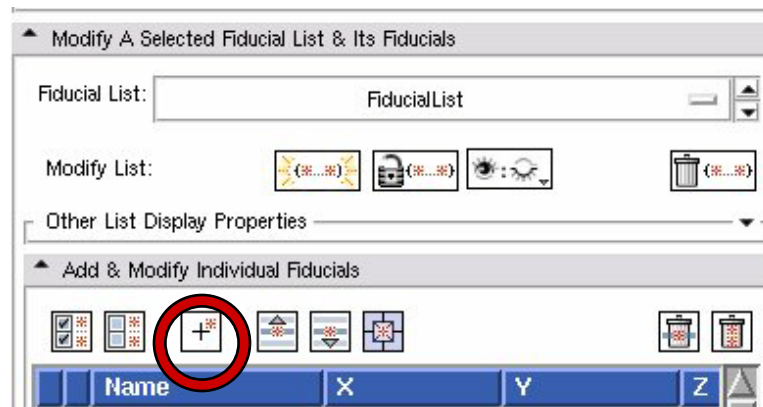 Modify A Selected Fiducial List & Its Fiducials
Fiducial List: FiducialList
Modify List: (*...*) (*...*) : (*...*)
Other List Display Properties
Add & Modify Individual Fiducials
Name X Y Z